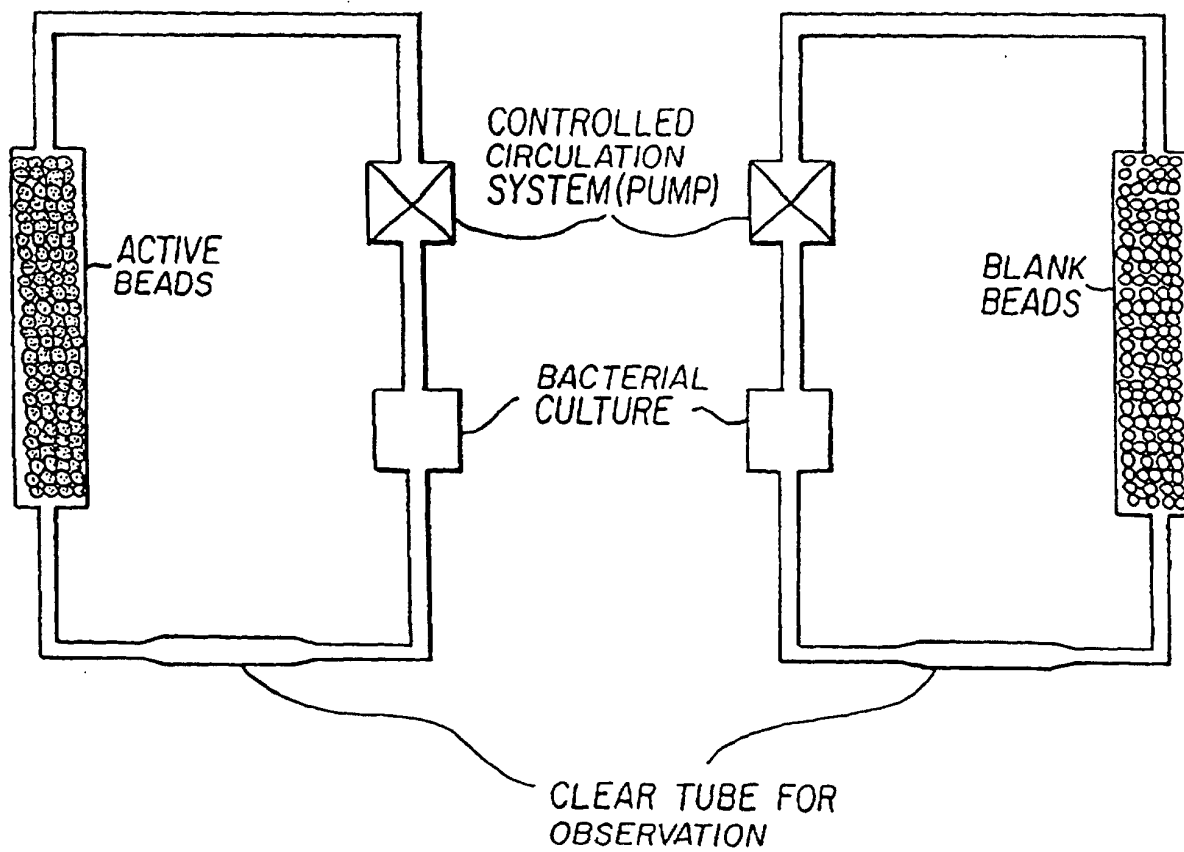 CONTROLLED
CIRCULATION
SYSTEM(PUMP)
ACTIVE
BEADS
BLANK
BEADS
BACTERIAL
CULTURE
CLEAR TUBE FOR
OBSERVATION